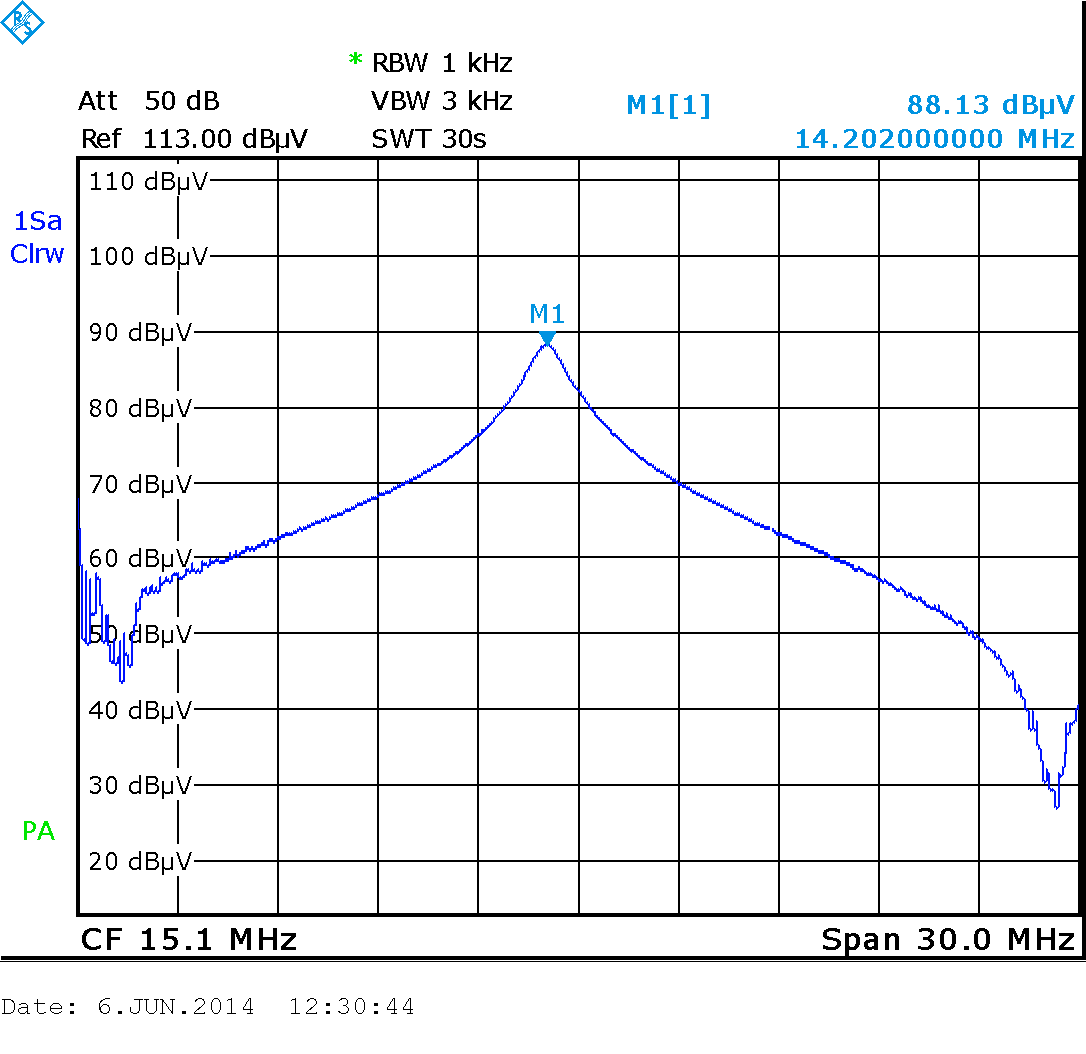 R S
* RBW 1 kHz
Att 50 dB VBW 3 kHz M1[1] 88.13 dBµV
Ref 113.00 dBµV SWT 30s 14.202000000 MHz
110 dBµV
1Sa
Clrw
100 dBµV
M1
90 dBµV
80 dBµV
70 dBµV
60 dBµV
50 dBµV
40 dBµV
30 dBµV
PA
20 dBµV
CF 15.1 MHz Span 30.0 MHz
Date: 6.JUN.2014 12:30:44